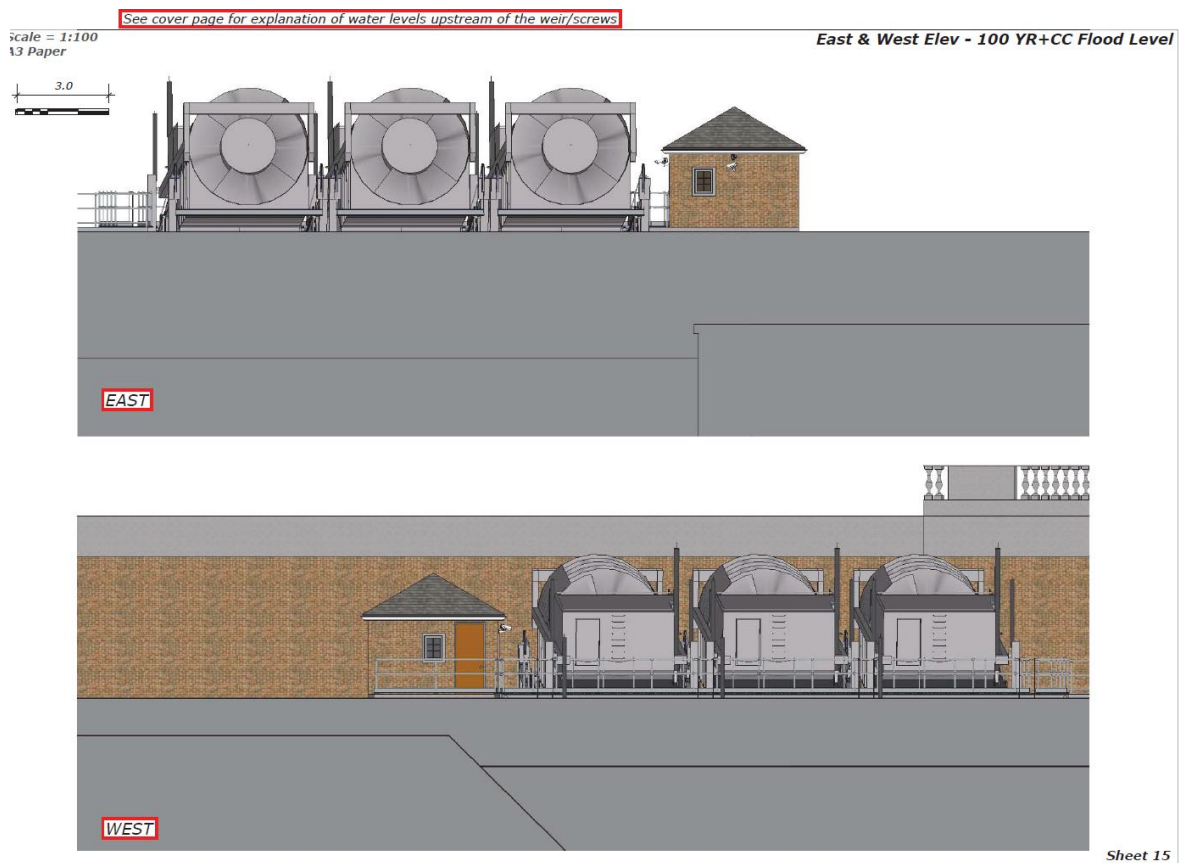 See cover page for explanation of water levels upstream of the weir/screws
Scale = 1:100
A3 Paper
East & West Elev - 100 YR+CC Flood Level
3.0
EAST
WEST
Sheet 15